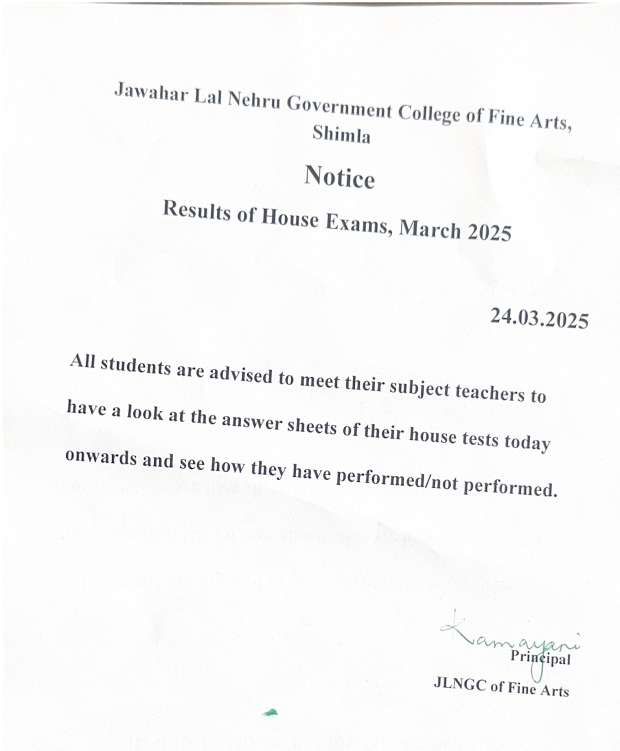 Jawahar Lal Nehru Government College of Fine Arts,
Shimla
Notice
Results of House Exams, March 2025
24.03.2025
All students are advised to meet their subject teachers to
have a look at the answer sheets of their house tests today
onwards and see how they have performed/not performed.
Kamayani
Principal
JLNGC of Fine Arts